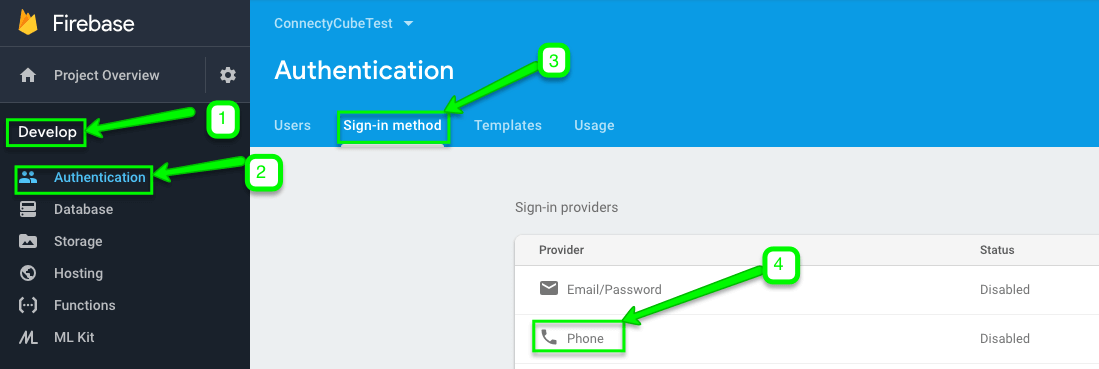 Firebase
Project Overview
Develop
1
Authentication
2
Database
Storage
Hosting
Functions
ML Kit
ConnectyCubeTest
Authentication
3
Users Sign-in method Templates Usage
Sign-in providers
Provider Status
4
Email/Password Disabled
Phone Disabled